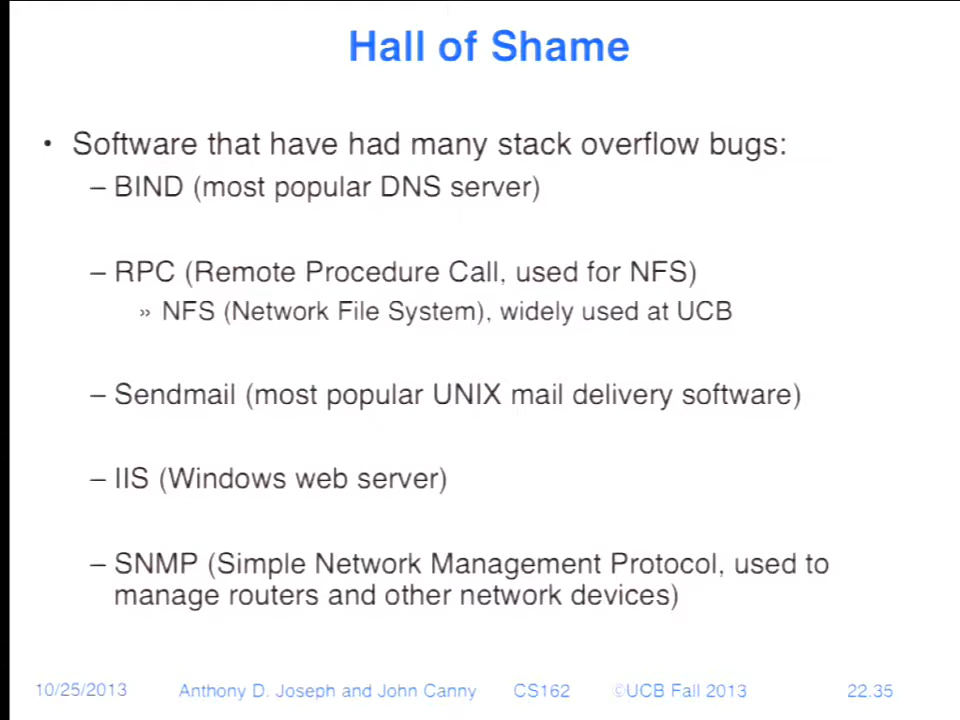 Hall of Shame
• Software that have had many stack overflow bugs:
– BIND (most popular DNS server)
– RPC (Remote Procedure Call, used for NFS)
» NFS (Network File System), widely used at UCB
– Sendmail (most popular UNIX mail delivery software)
– IIS (Windows web server)
– SNMP (Simple Network Management Protocol, used to
manage routers and other network devices)
10/25/2013 Anthony D. Joseph and John Canny CS162 ©UCB Fall 2013 22.35